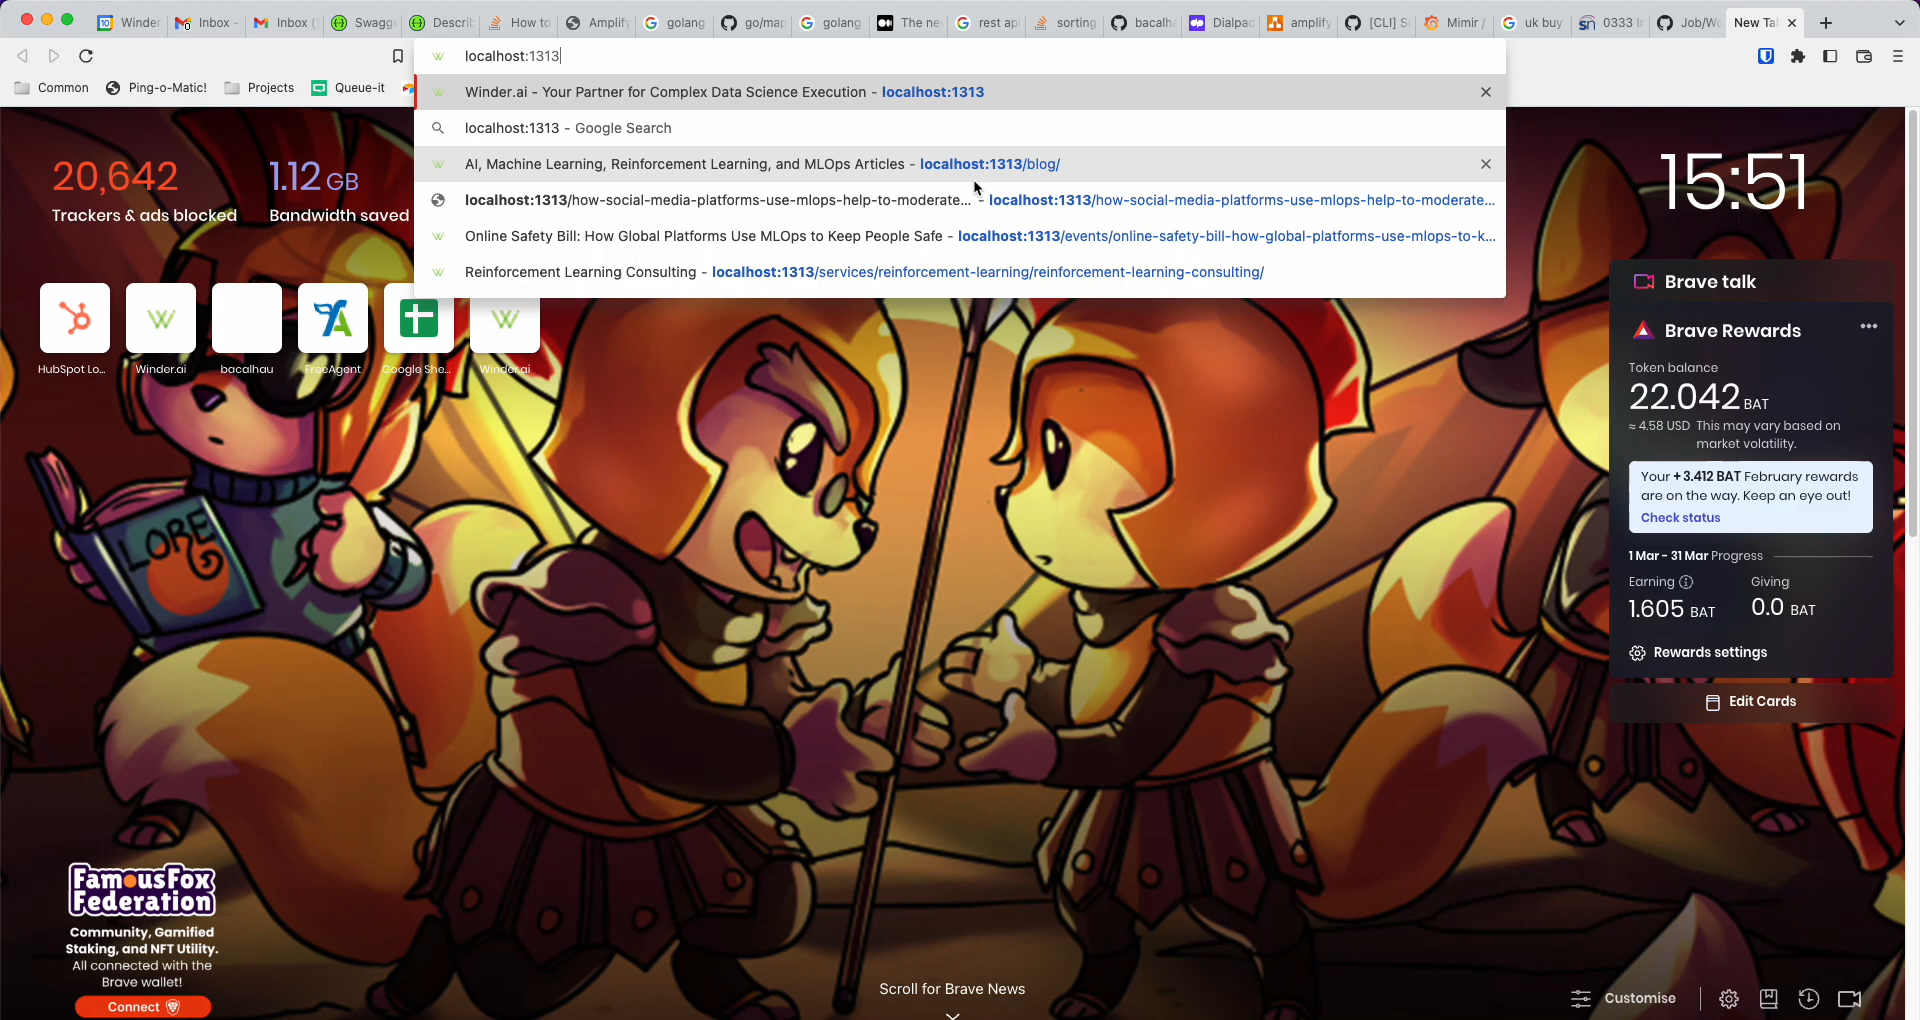 Winder
Inbox -
Inbox (
Swagg
Describ
How to
Amplify
golang
go/map
golang
The ne
rest ap
sorting
bacalha
Dialpad
amplify
[CLI] S
Mimir /
uk buy
0333 In
Job/Wo
New Ta
localhost:1313
Common
Ping-o-Matic!
Projects
Queue-it
Winder.ai - Your Partner for Complex Data Science Execution - localhost:1313
localhost:1313 - Google Search
AI, Machine Learning, Reinforcement Learning, and MLOps Articles - localhost:1313/blog/
localhost:1313/how-social-media-platforms-use-mlops-help-to-moderate... - localhost:1313/how-social-media-platforms-use-mlops-help-to-moderate...
Online Safety Bill: How Global Platforms Use MLOps to Keep People Safe - localhost:1313/events/online-safety-bill-how-global-platforms-use-mlops-to-k...
Reinforcement Learning Consulting - localhost:1313/services/reinforcement-learning/reinforcement-learning-consulting/
20,642
Trackers & ads blocked
1.12 GB
Bandwidth saved
15:51
HubSpot Lo...
Winder.ai
bacalhau
FreeAgent
Google She...
Winder.ai
Brave talk
Brave Rewards
Token balance
22.042 BAT
≈ 4.58 USD This may vary based on
market volatility.
Your + 3.412 BAT February rewards
are on the way. Keep an eye out!
Check status
1 Mar - 31 Mar Progress
Earning
Giving
1.605 BAT
0.0 BAT
Rewards settings
Edit Cards
LORE
FamousFox
Federation
Community, Gamified
Staking, and NFT Utility.
All connected with the
Brave wallet!
Connect
Scroll for Brave News
Customise